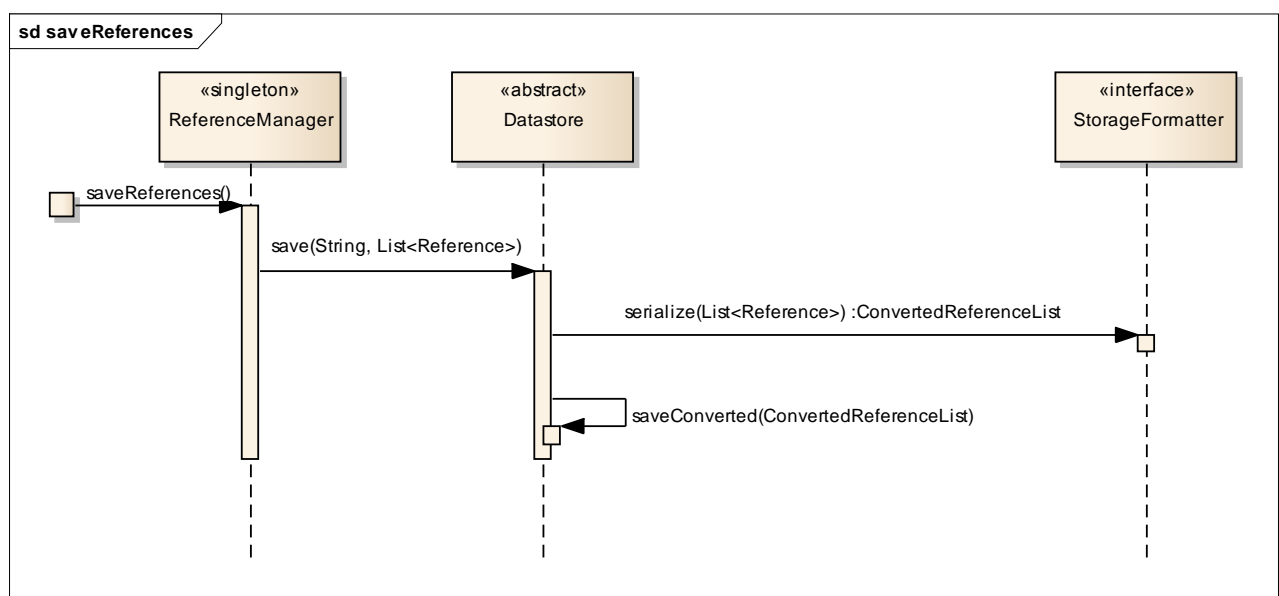 sd saveReferences
«singleton»
ReferenceManager
«abstract»
Datastore
«interface»
StorageFormatter
saveReferences()
save(String, List<Reference>)
serialize(List<Reference>) :ConvertedReferenceList
saveConverted(ConvertedReferenceList)